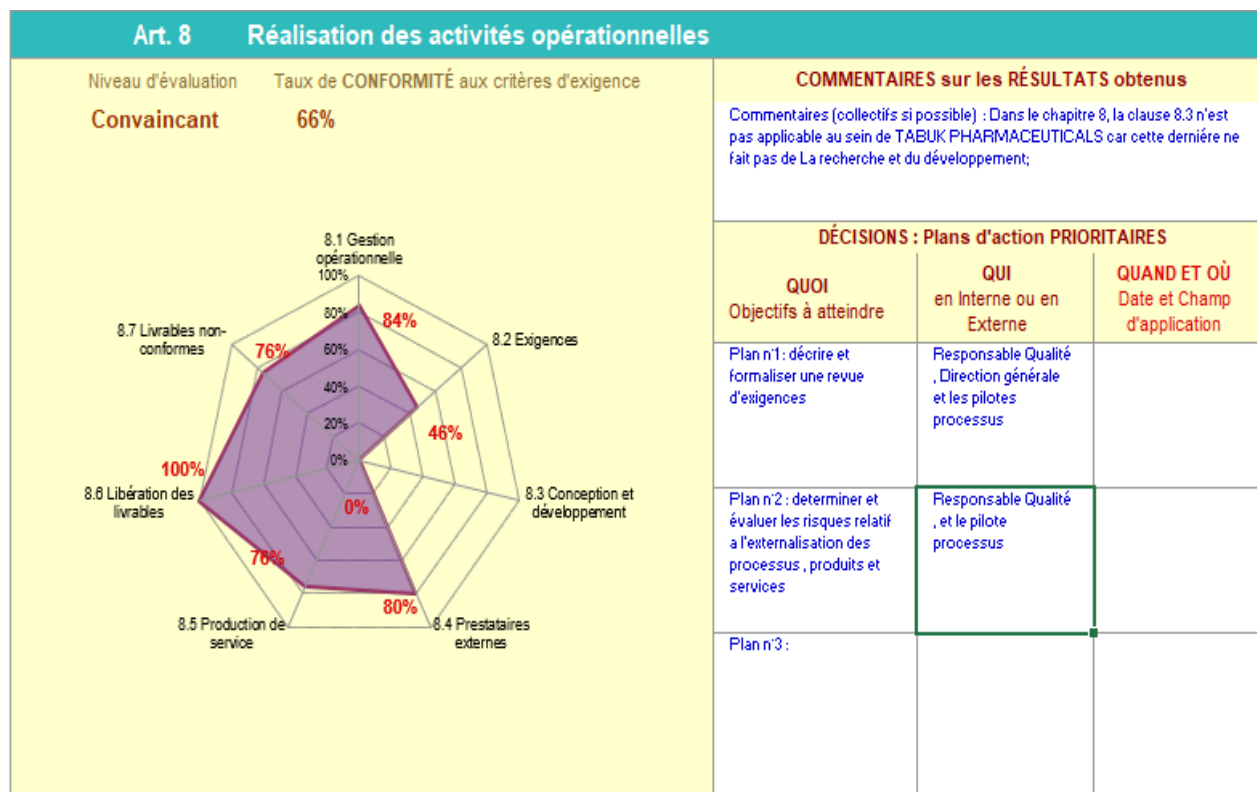 Art. 8 Réalisation des activités opérationnelles
Niveau d'évaluation Taux de CONFORMITÉ aux critères d'exigence
Convaincant 66%
8.1 Gestion
opérationnelle
100%
80%
60%
40%
20%
0%
84%
8.2 Exigences
46%
8.3 Conception et
développement
0%
80%
8.4 Prestataires
externes
8.5 Production de
service
76%
8.6 Libération des
livrables
100%
8.7 Livrables non-
conformes
76%
COMMENTAIRES sur les RÉSULTATS obtenus
Commentaires (collectifs si possible) : Dans le chapitre 8, la clause 8.3 n'est
pas applicable au sein de TABUK PHARMACEUTICALS car cette derniére ne
fait pas de La recherche et du développement;
DÉCISIONS : Plans d'action PRIORITAIRES
QUOI
Objectifs à atteindre
QUI
en Interne ou en
Externe
QUAND ET OÙ
Date et Champ
d'application
Plan n°1: décrire et
formaliser une revue
d'exigences
Responsable Qualité
, Direction générale
et les pilotes
processus
Plan n°2 : determiner et
évaluer les risques relatif
a l'externalisation des
processus , produits et
services
Responsable Qualité
, et le pilote
processus
Plan n°3 :